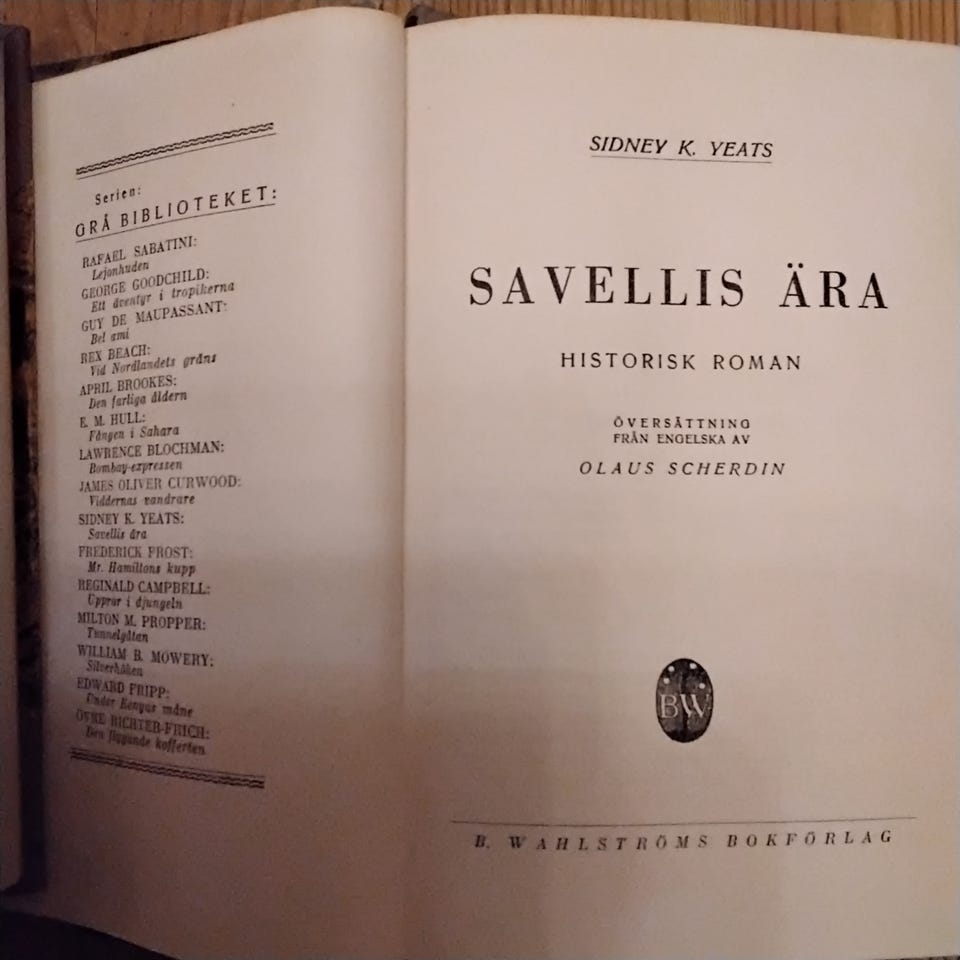 Serien:
GRÅ BIBLIOTEKET:
RAFAEL SABATINI:
Lejonhuden
GEORGE GOODCHILD:
Ett äventyr i tropikerna
GUY DE MAUPASSANT:
Bel ami
REX BEACH:
Vid Nordlandets gräns
APRIL BROOKES:
Den farliga åldern
E. M. HULL:
Fången i Sahara
LAWRENCE BLOCHMAN:
Bombay-expressen
JAMES OLIVER CURWOOD:
Viddernas vandrare
SIDNEY K. YEATS:
Savellis ära
FREDERICK FROST:
Mr. Hamiltons kupp
REGINALD CAMPBELL:
Uppror i djungeln
MILTON M. PROPPER:
Tunnelgåtan
WILLIAM B. MOWERY:
Silverhöken
EDWARD FRIPP:
Under Kenyas måne
ÖVRE RICHTER-FRICH:
Den flygande kofferten
SIDNEY K. YEATS
SAVELLIS ÄRA
HISTORISK ROMAN
ÖVERSÄTTNING
FRÅN ENGELSKA AV
OLAUS SCHERDIN
BW
B. WAHLSTRÖMS BOKFÖRLAG